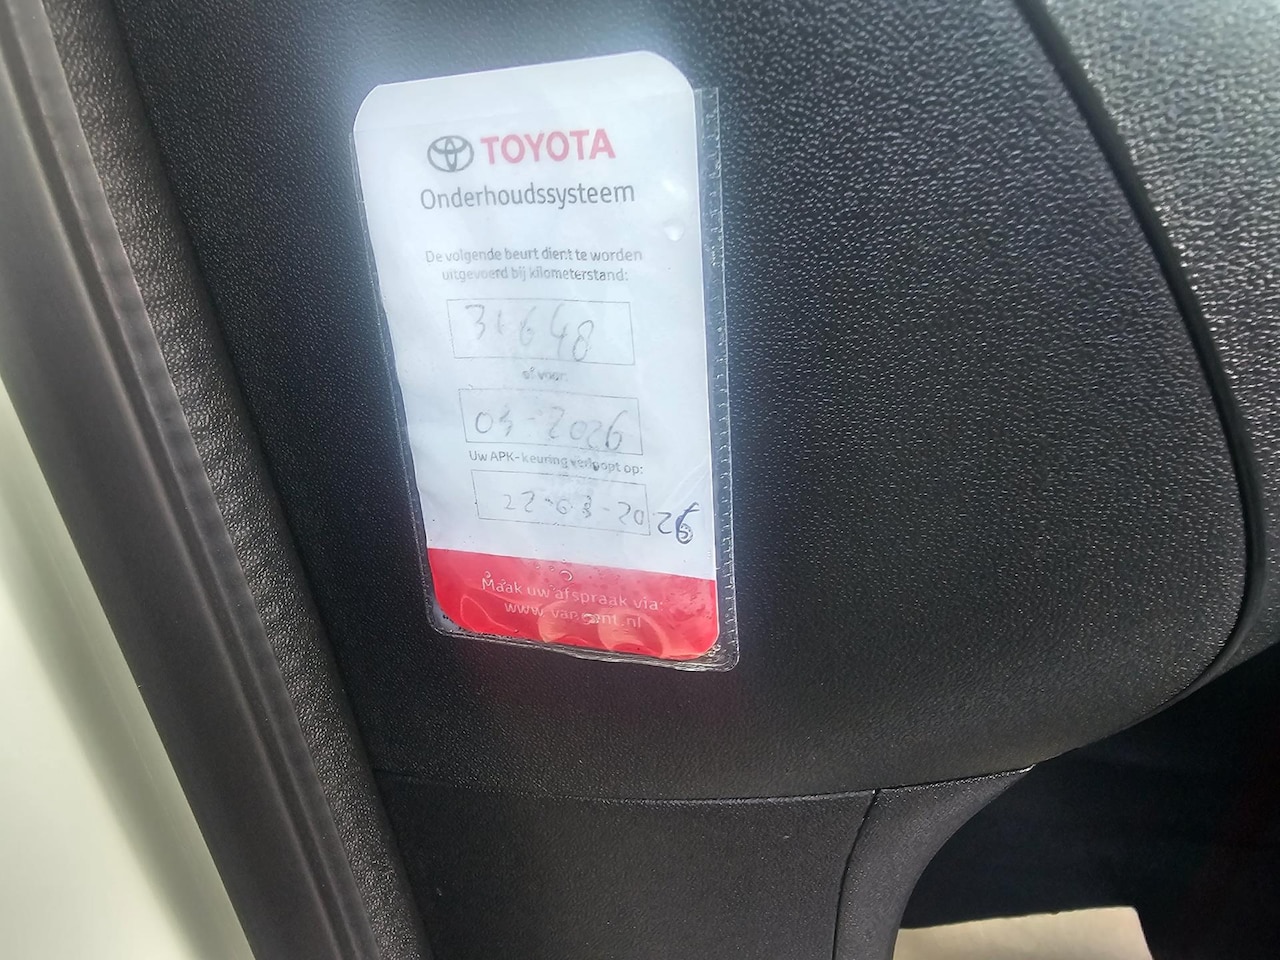 TOYOTA
Onderhoudssysteem
De volgende beurt dient te worden
uitgevoerd bij kilometerstand:
31648
of voor:
03-2026
Uw APK-keuring verloopt op:
22-03-2026
Maak uw afspraak via: